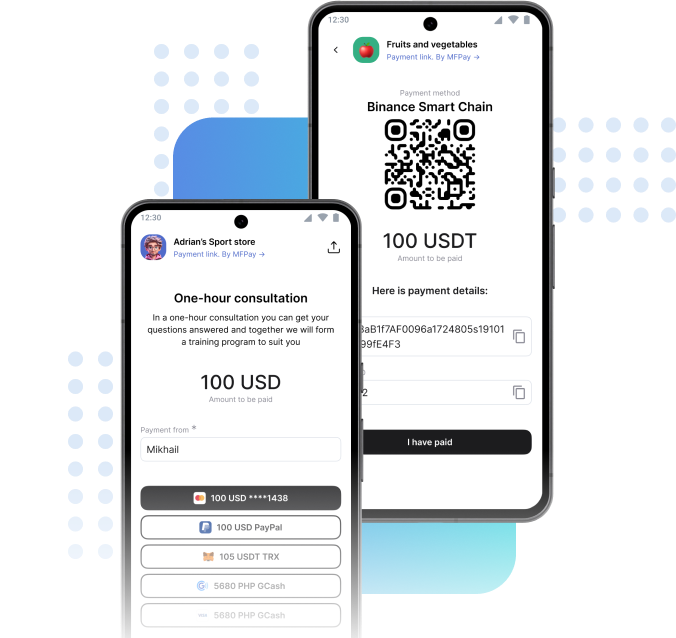 12:30
Fruits and vegetables
Payment link. By MFPay →
Payment method
Binance Smart Chain
100 USDT
Amount to be paid
Here is payment details:
aB1f7AF0096a1724805s19101
99fE4F3
2
I have paid
12:30
Adrian's Sport store
Payment link. By MFPay →
One-hour consultation
In a one-hour consultation you can get your
questions answered and together we will form
a training program to suit you
100 USD
Amount to be paid
Payment from *
Mikhail
100 USD ****1438
100 USD PayPal
105 USDT TRX
5680 PHP GCash
5680 PHP GCash